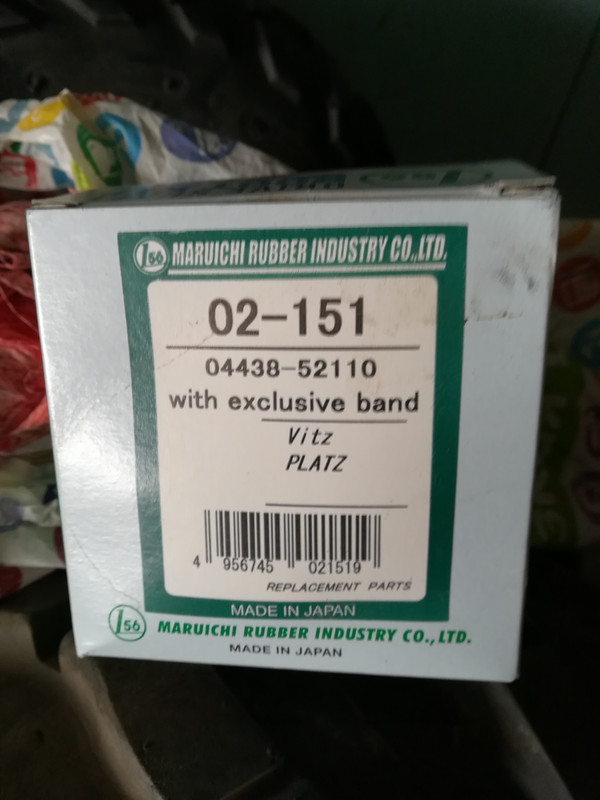 156 MARUICHI RUBBER INDUSTRY CO.,LTD.
02-151
04438-52110
with exclusive band
Vitz
PLATZ
4 956745 021519
REPLACEMENT PARTS
MADE IN JAPAN
156 MARUICHI RUBBER INDUSTRY CO., LTD.
MADE IN JAPAN